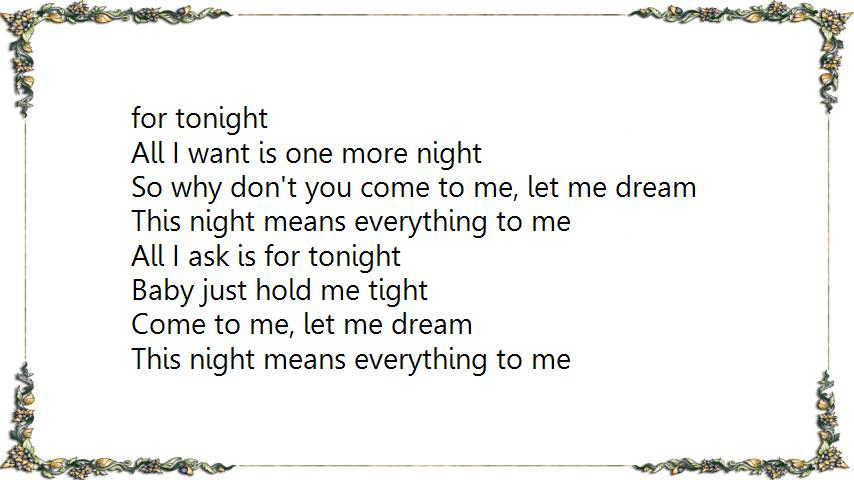 for tonight
All I want is one more night
So why don't you come to me, let me dream
This night means everything to me
All I ask is for tonight
Baby just hold me tight
Come to me, let me dream
This night means everything to me